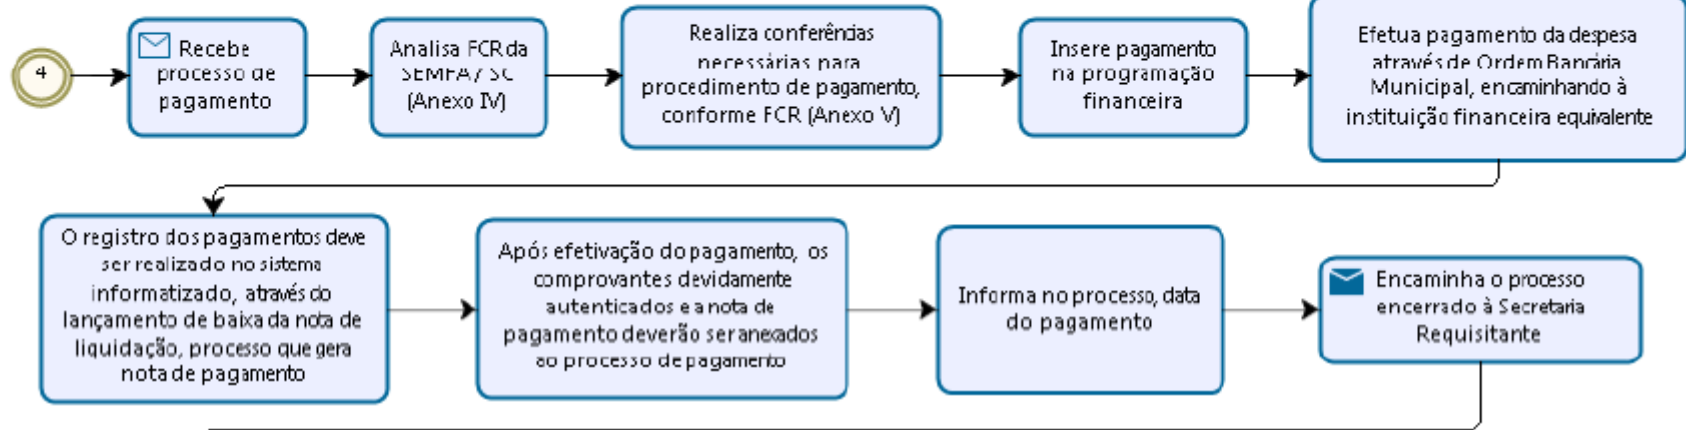 4
Recebe
processo de
pagamento
Analisa FCR da
SEMFA / SC
(Anexo IV)
Realiza conferências
necessárias para
procedimento de pagamento,
conforme FCR (Anexo V)
Insere pagamento
na programação
financeira
Efetua pagamento da despesa
através de Ordem Bancária
Municipal, encaminhando à
instituição financeira equivalente
O registro dos pagamentos deve
ser realizado no sistema
informatizado, através do
lançamento de baixa da nota de
liquidação, processo que gera
nota de pagamento
Após efetivação do pagamento, os
comprovantes devidamente
autenticados e a nota de
pagamento deverão ser anexados
ao processo de pagamento
Informa no processo, data
do pagamento
Encaminha o processo
encerrado à Secretaria
Requisitante